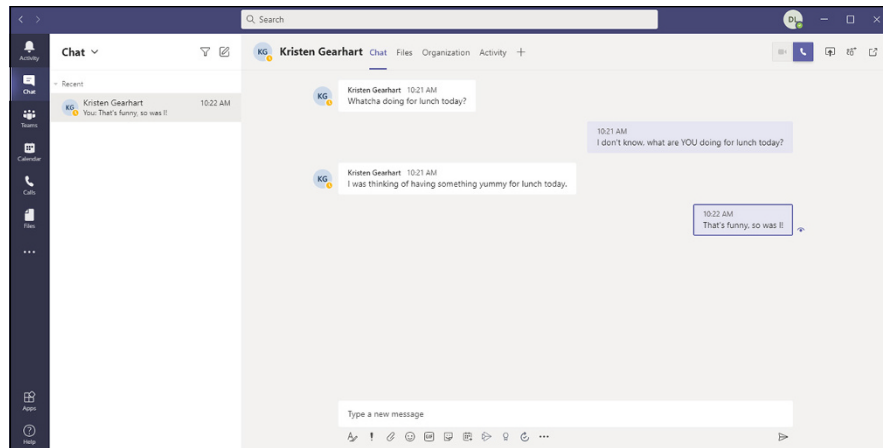 Search
DL
Activity
Chat
Teams
Calendar
Calls
Files
Apps
Help
Chat
Recent
KG
Kristen Gearhart
10:22 AM
You: That's funny, so was I!
KG
Kristen Gearhart
Chat
Files
Organization
Activity
KG
Kristen Gearhart 10:21 AM
Whatcha doing for lunch today?
10:21 AM
I don't know. what are YOU doing for lunch today?
KG
Kristen Gearhart 10:21 AM
I was thinking of having something yummy for lunch today.
10:22 AM
That's funny, so was I!
Type a new message
GIF